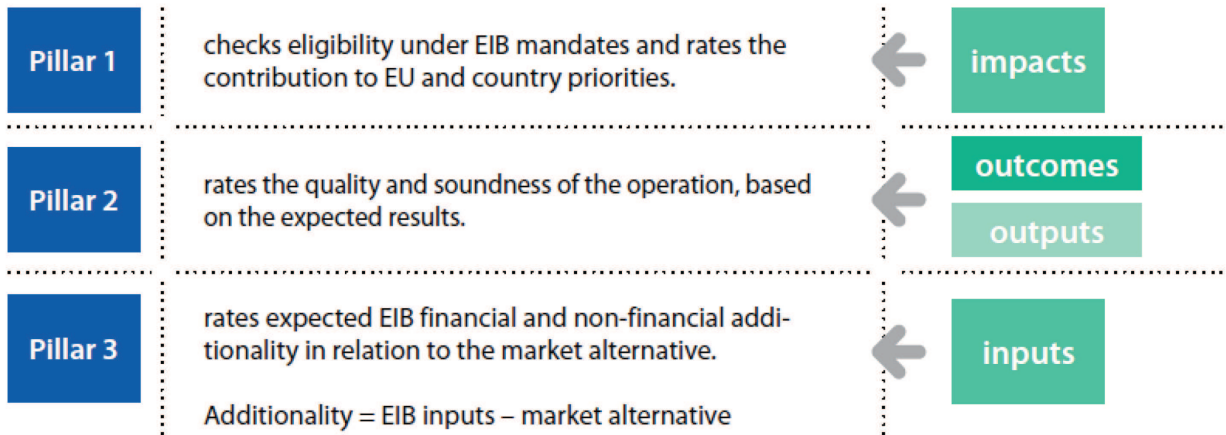 Pillar 1
checks eligibility under EIB mandates and rates the
contribution to EU and country priorities.
impacts
Pillar 2
rates the quality and soundness of the operation, based
on the expected results.
outcomes
outputs
Pillar 3
rates expected EIB financial and non-financial addi-
tionality in relation to the market alternative.
Additionality = EIB inputs – market alternative
inputs